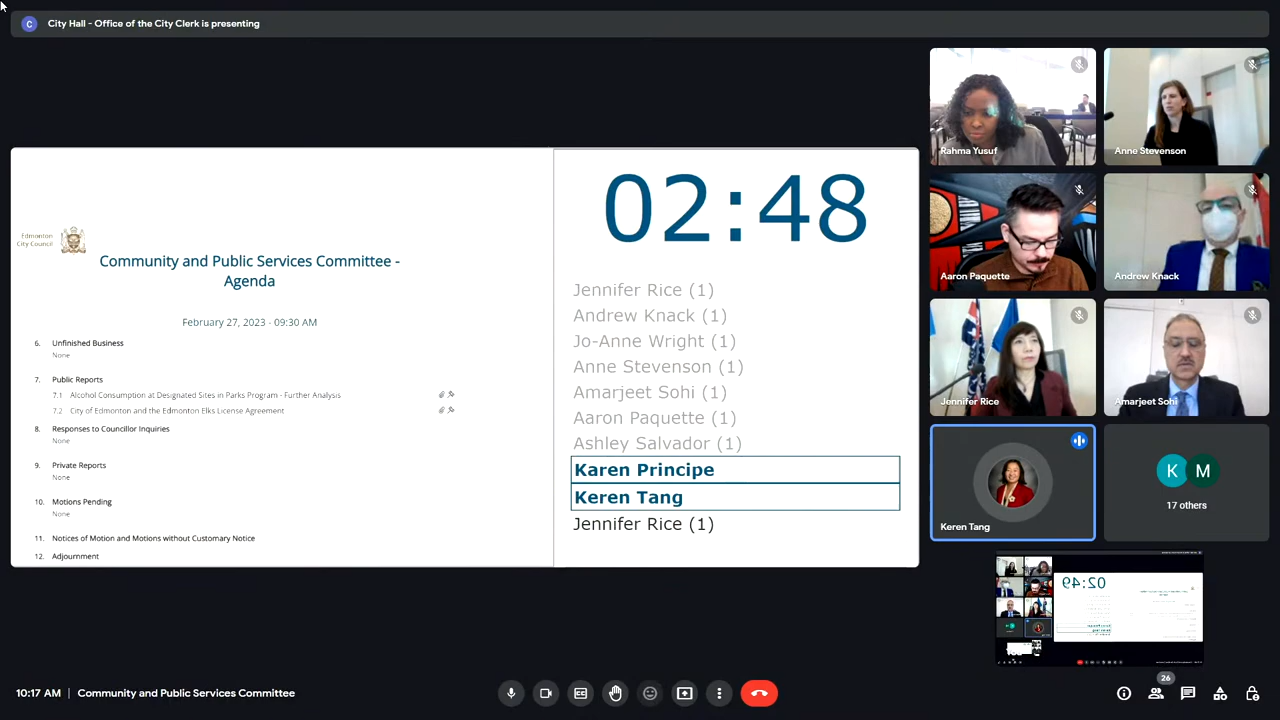 C City Hall - Office of the City Clerk is presenting
Edmonton
City Council
Community and Public Services Committee -
Agenda
February 27, 2023 - 09:30 AM
6. Unfinished Business
None
7. Public Reports
7.1 Alcohol Consumption at Designated Sites in Parks Program - Further Analysis
7.2 City of Edmonton and the Edmonton Elks License Agreement
8. Responses to Councillor Inquiries
None
9. Private Reports
None
10. Motions Pending
None
11. Notices of Motion and Motions without Customary Notice
12. Adjournment
02:48
Jennifer Rice (1)
Andrew Knack (1)
Jo-Anne Wright (1)
Anne Stevenson (1)
Amarjeet Sohi (1)
Aaron Paquette (1)
Ashley Salvador (1)
Karen Principe
Keren Tang
Jennifer Rice (1)
Rahma Yusuf
Anne Stevenson
Aaron Paquette
Andrew Knack
Jennifer Rice
Amarjeet Sohi
Keren Tang
K M
17 others
02:49
10:17 AM | Community and Public Services Committee
26